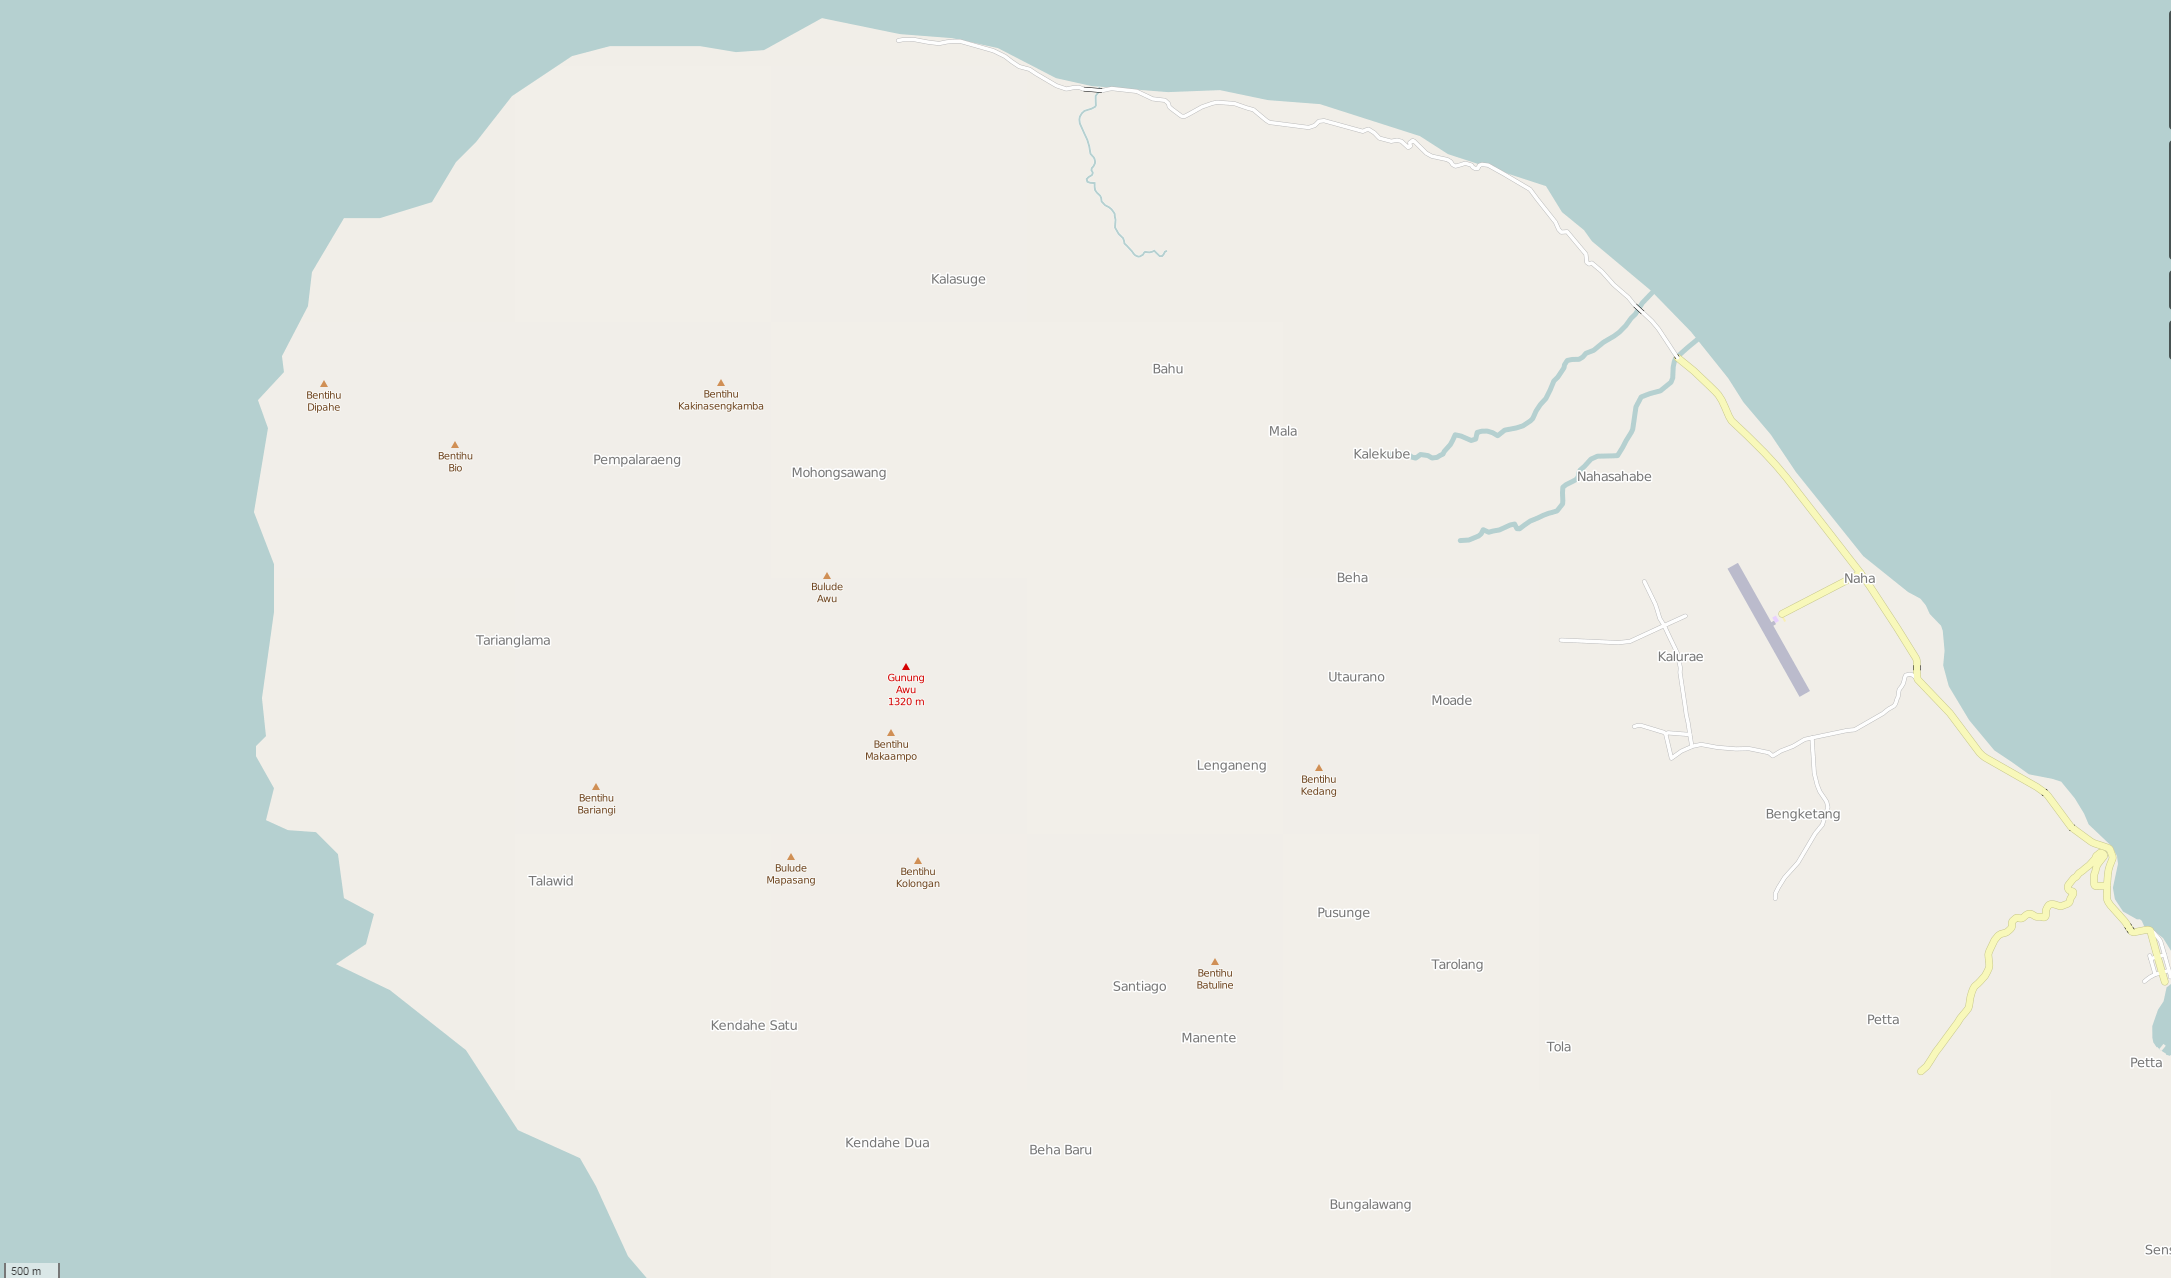 Kalasuge
Bahu
Bentihu
Dipahe
Bentihu
Kakinasengkamba
Mala
Bentihu
Bio
Pempalaraeng
Mohongsawang
Kalekube
Nahasahabe
Bulude
Awu
Beha
Naha
Tarianglama
Gunung
Awu
1320 m
Utaurano
Kalurae
Moade
Bentihu
Makaampo
Lenganeng
Bentihu
Kedang
Bentihu
Bariangi
Bengketang
Talawid
Bulude
Mapasang
Bentihu
Kolongan
Pusunge
Tarolang
Santiago
Bentihu
Batuline
Kendahe Satu
Manente
Tola
Petta
Petta
Kendahe Dua
Beha Baru
Bungalawang
Sens
500 m